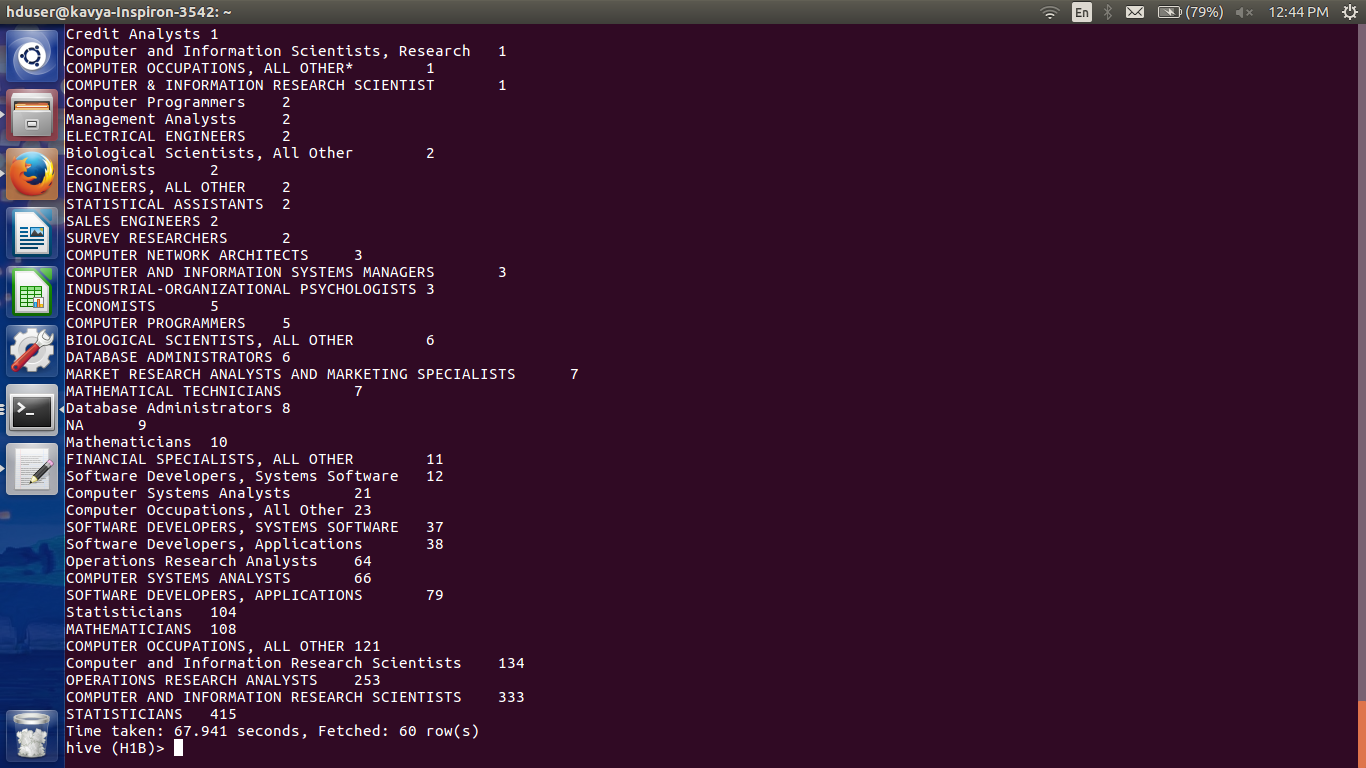 hduser@kavya-Inspiron-3542: ~
En
(79%)
12:44 PM
Credit Analysts 1
Computer and Information Scientists, Research 1
COMPUTER OCCUPATIONS, ALL OTHER* 1
COMPUTER & INFORMATION RESEARCH SCIENTIST 1
Computer Programmers 2
Management Analysts 2
ELECTRICAL ENGINEERS 2
Biological Scientists, All Other 2
Economists 2
ENGINEERS, ALL OTHER 2
STATISTICAL ASSISTANTS 2
SALES ENGINEERS 2
SURVEY RESEARCHERS 2
COMPUTER NETWORK ARCHITECTS 3
COMPUTER AND INFORMATION SYSTEMS MANAGERS 3
INDUSTRIAL-ORGANIZATIONAL PSYCHOLOGISTS 3
ECONOMISTS 5
COMPUTER PROGRAMMERS 5
BIOLOGICAL SCIENTISTS, ALL OTHER 6
DATABASE ADMINISTRATORS 6
MARKET RESEARCH ANALYSTS AND MARKETING SPECIALISTS 7
MATHEMATICAL TECHNICIANS 7
Database Administrators 8
NA 9
Mathematicians 10
FINANCIAL SPECIALISTS, ALL OTHER 11
Software Developers, Systems Software 12
Computer Systems Analysts 21
Computer Occupations, All Other 23
SOFTWARE DEVELOPERS, SYSTEMS SOFTWARE 37
Software Developers, Applications 38
Operations Research Analysts 64
COMPUTER SYSTEMS ANALYSTS 66
SOFTWARE DEVELOPERS, APPLICATIONS 79
Statisticians 104
MATHEMATICIANS 108
COMPUTER OCCUPATIONS, ALL OTHER 121
Computer and Information Research Scientists 134
OPERATIONS RESEARCH ANALYSTS 253
COMPUTER AND INFORMATION RESEARCH SCIENTISTS 333
STATISTICIANS 415
Time taken: 67.941 seconds, Fetched: 60 row(s)
hive (H1B)>